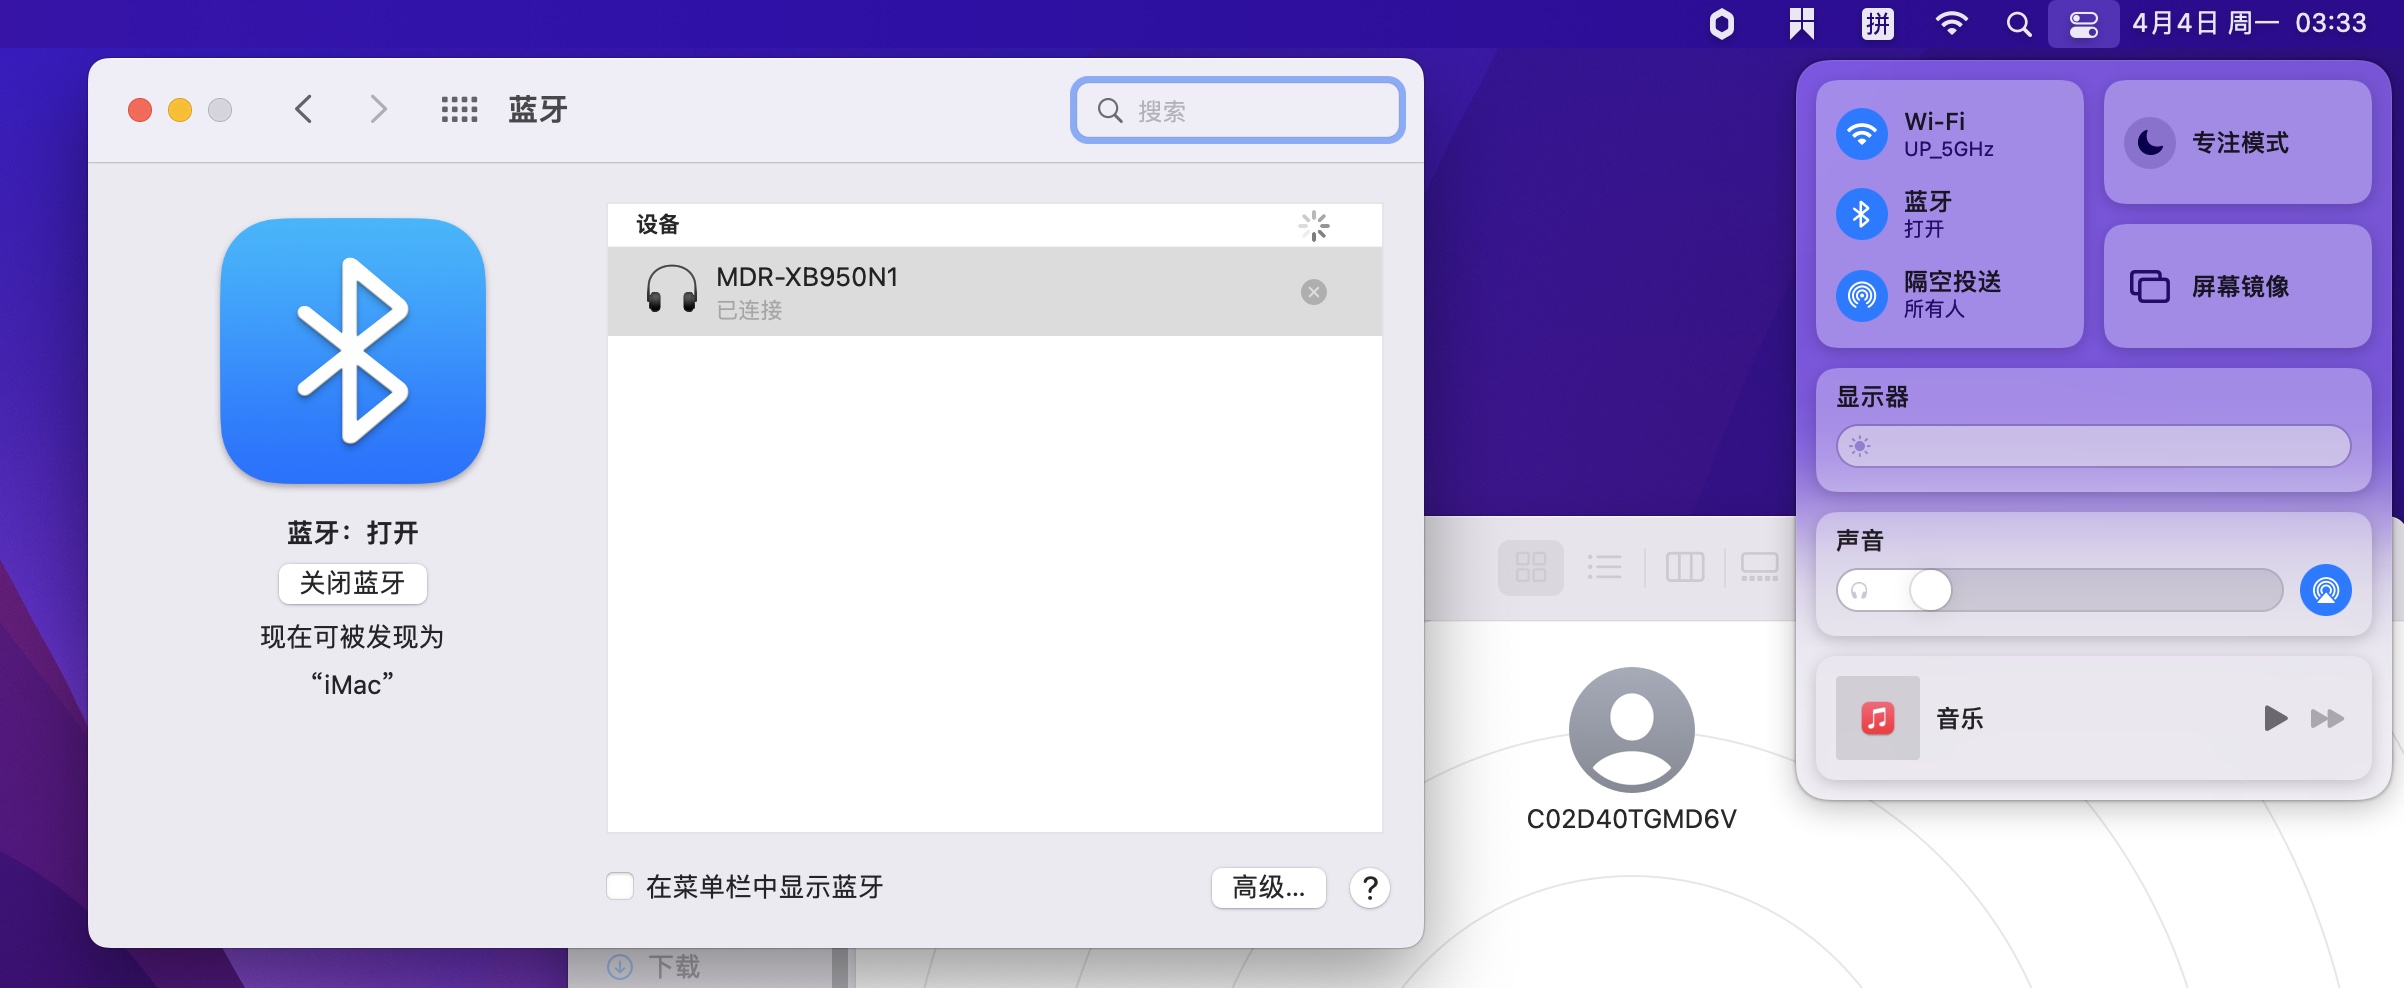 拼
4月4日 周一 03:33
蓝牙
搜索
设备
MDR-XB950N1
已连接
蓝牙：打开
关闭蓝牙
现在可被发现为
“iMac”
在菜单栏中显示蓝牙
高级...
?
Wi-Fi
UP_5GHz
蓝牙
打开
隔空投送
所有人
专注模式
屏幕镜像
显示器
声音
音乐
C02D40TGMD6V
下载